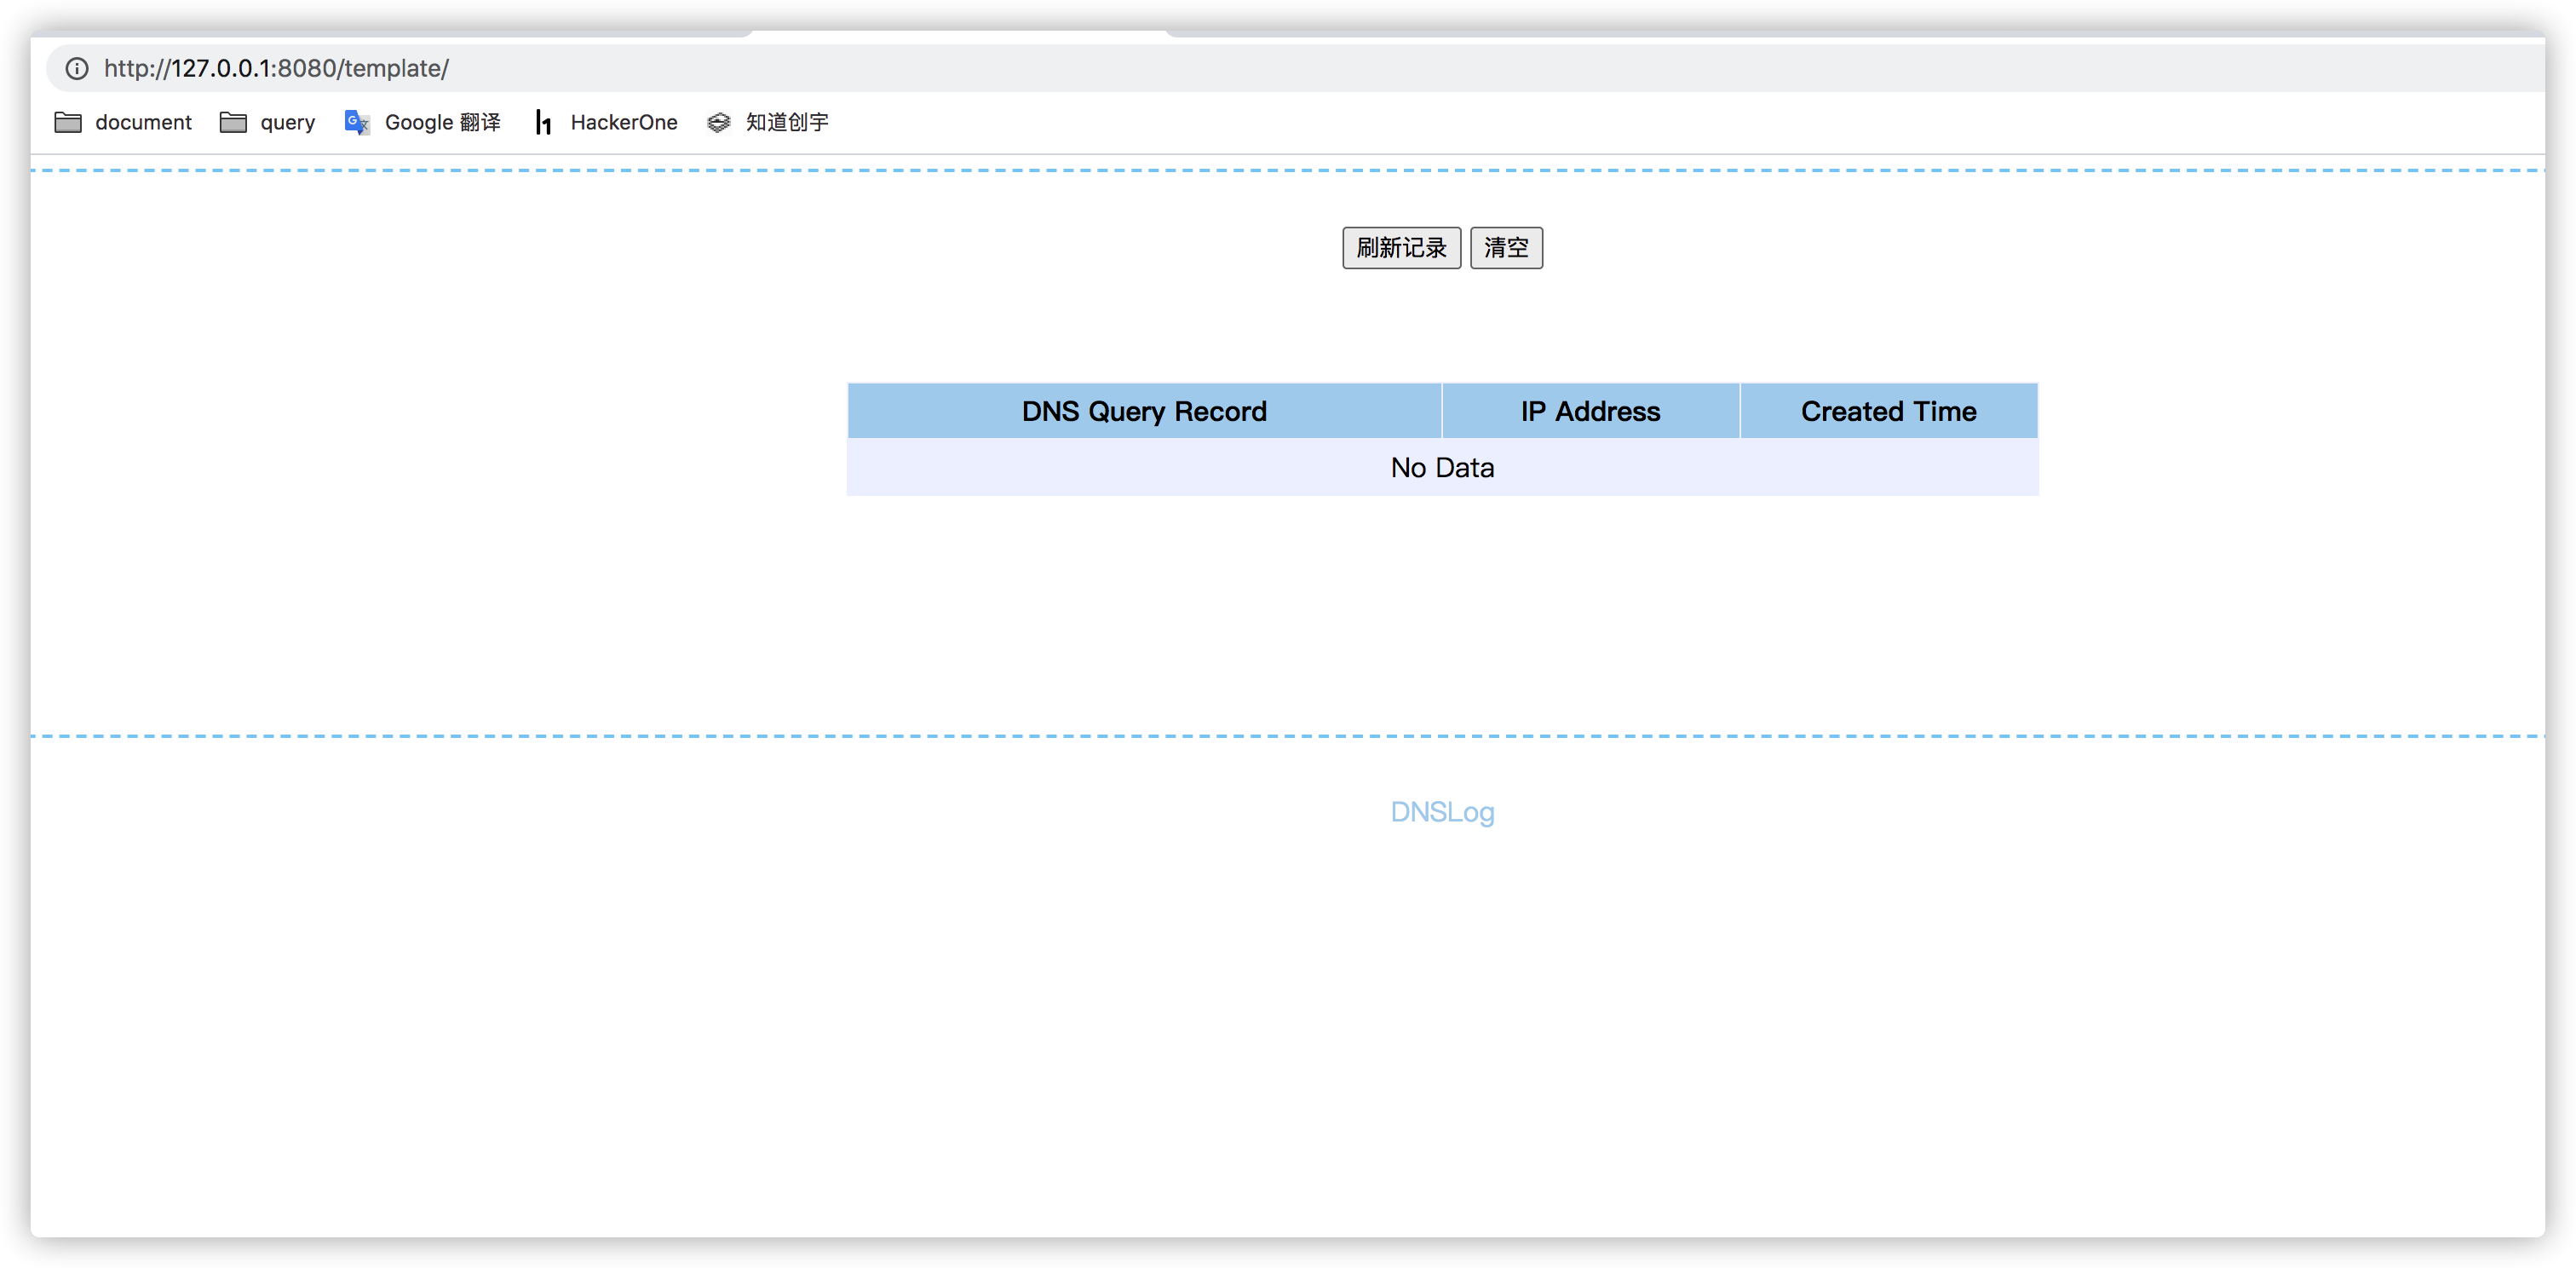 http://127.0.0.1:8080/template/
document query Google 翻译 HackerOne 知道创宇
刷新记录 清空
DNS Query Record IP Address Created Time
No Data
DNSLog